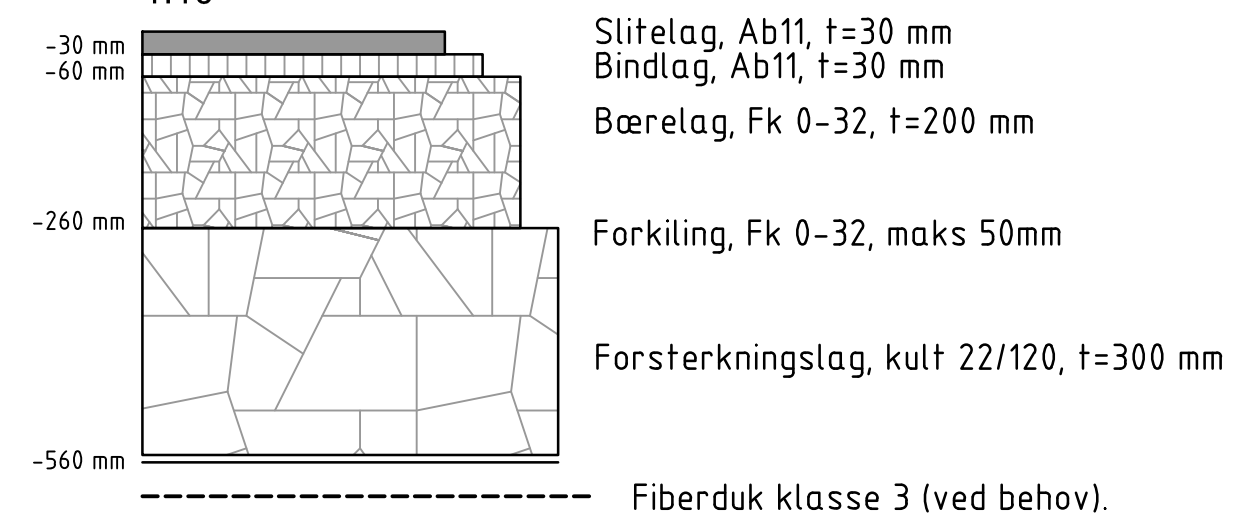 -30 mm
Slitelag, Ab11, t=30 mm
-60 mm
Bindlag, Ab11, t=30 mm
Bærelag, Fk 0-32, t=200 mm
-260 mm
Forkiling, Fk 0-32, maks 50mm
Forsterkningslag, kult 22/120, t=300 mm
-560 mm
Fiberduk klasse 3 (ved behov).